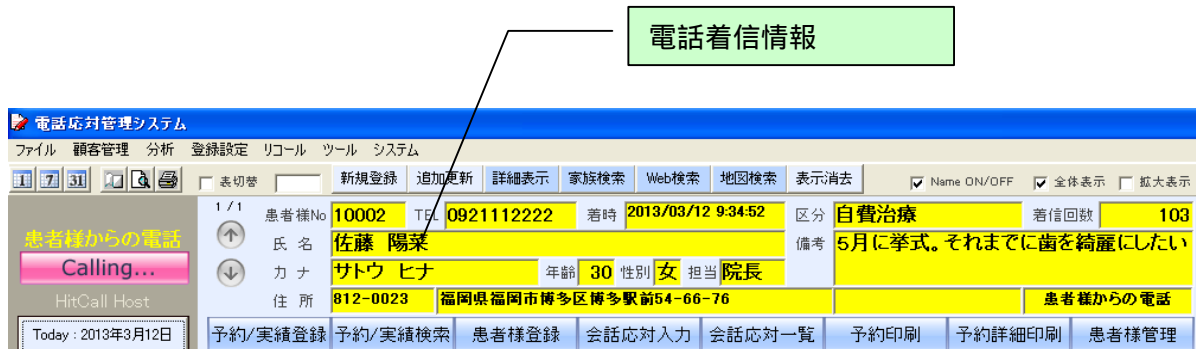 電話着信情報
電話応対管理システム
ファイル 顧客管理 分析 登録設定 リコール ツール システム
1 7 31 表切替 新規登録 追加更新 詳細表示 家族検索 Web検索 地図検索 表示消去 Name ON/OFF 全体表示 拡大表示
1/1 患者様No 10002 TEL 0921112222 着時 2013/03/12 9:34:52 区分 自費治療 着信回数 103
患者様からの電話 氏 名 佐藤 陽菜 備考 5月に挙式。それまでに歯を綺麗にしたい
Calling... カ ナ サトウ ヒナ 年齢 30 性別 女 担当 院長
HitCall Host 住 所 812-0023 福岡県福岡市博多区博多駅前54-66-76 患者様からの電話
Today : 2013年3月12日 予約/実績登録 予約/実績検索 患者様登録 会話応対入力 会話応対一覧 予約印刷 予約詳細印刷 患者様管理